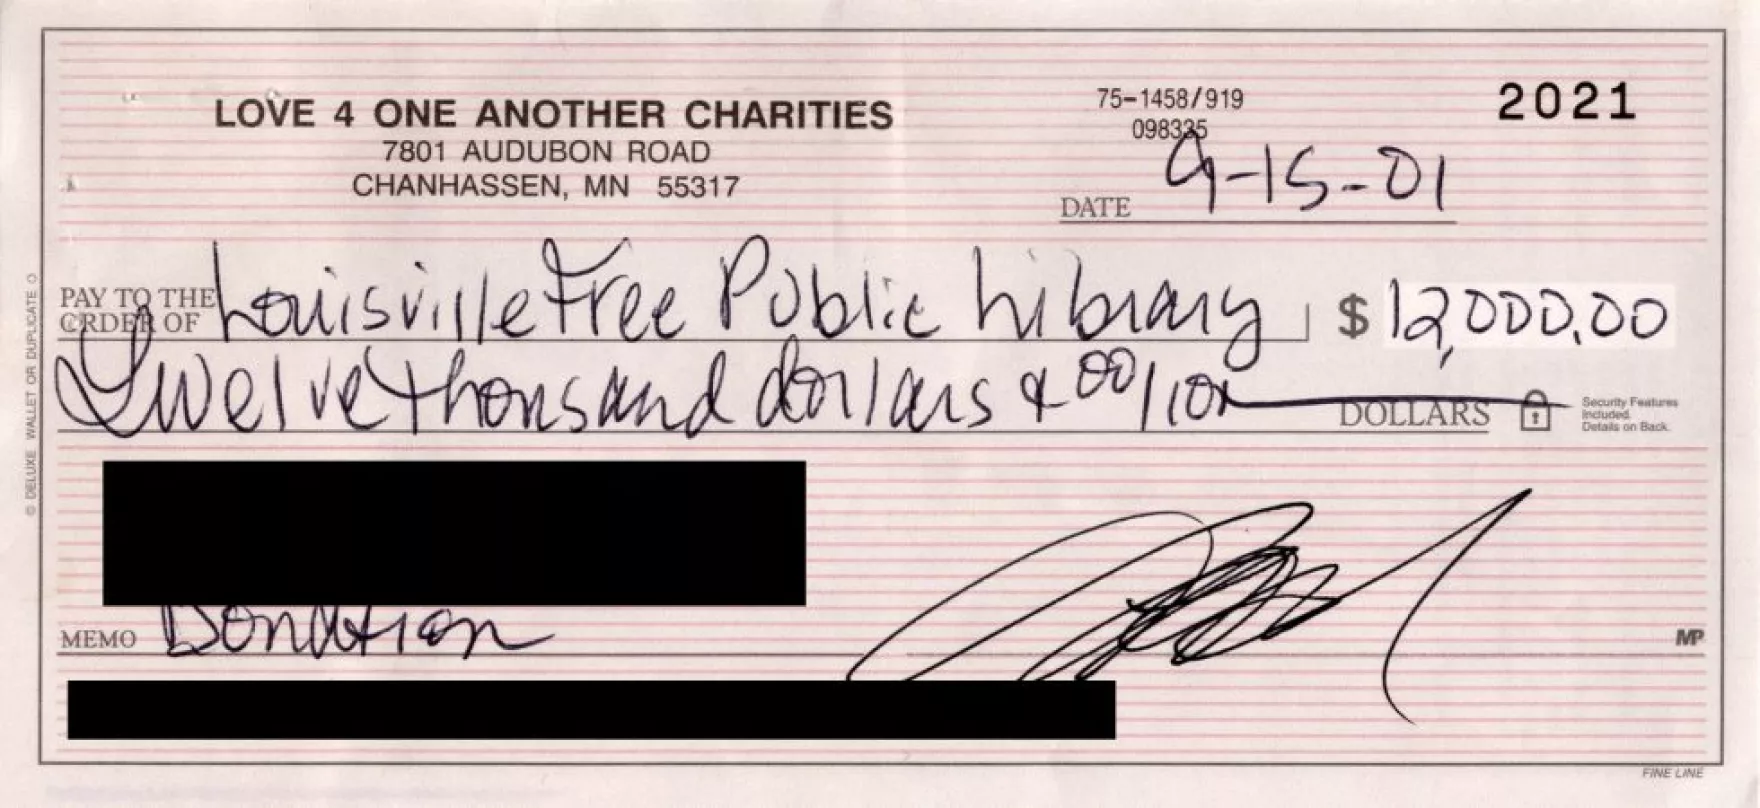 LOVE 4 ONE ANOTHER CHARITIES
7801 AUDUBON ROAD
CHANHASSEN, MN 55317
75-1458/919
098335
2021
DATE 9-15-01
PAY TO THE ORDER OF Louisville Free Public Library $ 12,000.00
Twelve thousand dollars & 00/100 DOLLARS
Security Features
Included.
Details on Back.
MEMO Donation
MP
© DELUXE WALLET OR DUPLICATE
FINE LINE